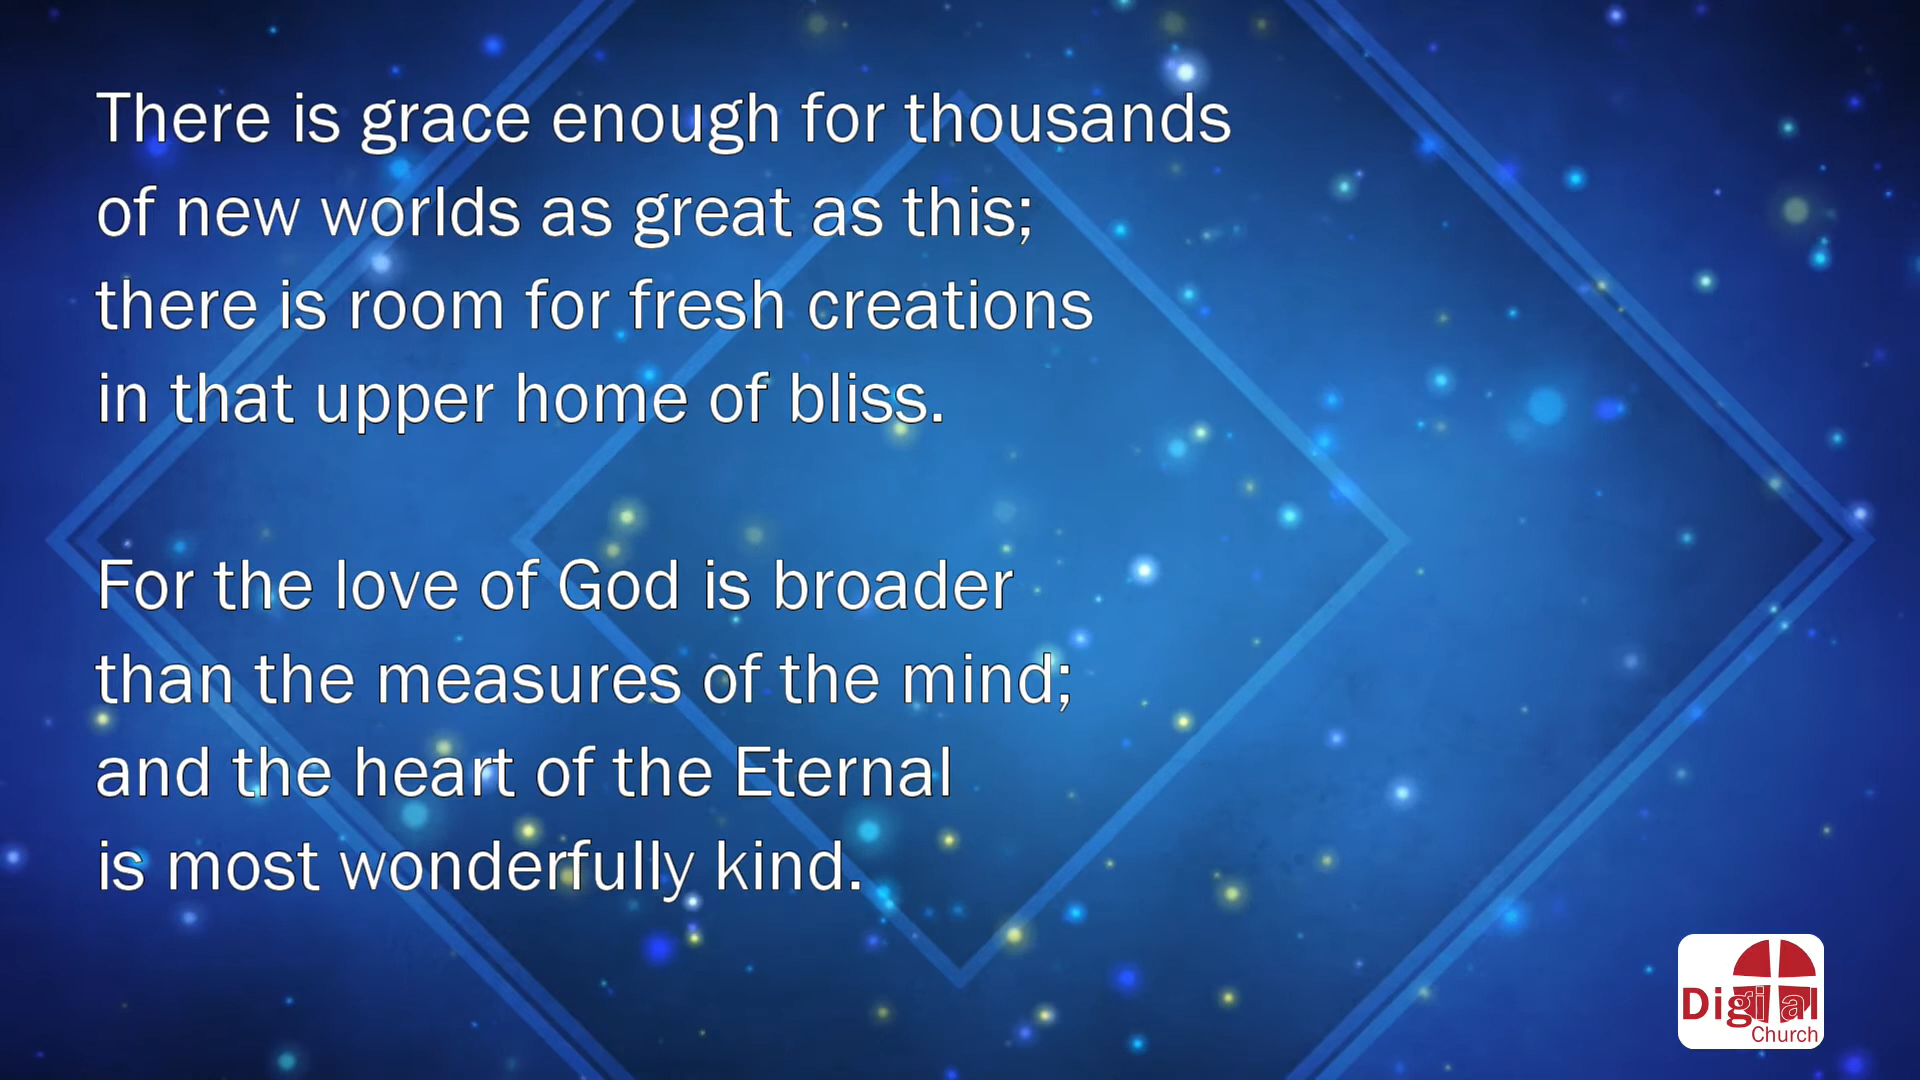 There is grace enough for thousands
of new worlds as great as this;
there is room for fresh creations
in that upper home of bliss.
For the love of God is broader
than the measures of the mind;
and the heart of the Eternal
is most wonderfully kind.
Digital
Church